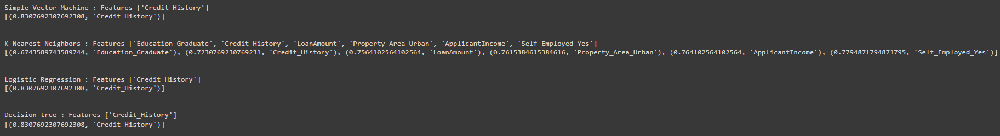 Simple Vector Machine : Features ['Credit_History']
[(0.8307692307692308, 'Credit_History')]
K Nearest Neighbors : Features ['Education_Graduate', 'Credit_History', 'LoanAmount', 'Property_Area_Urban', 'ApplicantIncome', 'Self_Employed_Yes']
[(0.6743589743589744, 'Education_Graduate'), (0.7230769230769231, 'Credit_History'), (0.7564102564102564, 'LoanAmount'), (0.7615384615384616, 'Property_Area_Urban'), (0.764102564102564, 'ApplicantIncome'), (0.7794871794871795, 'Self_Employed_Yes')]
Logistic Regression : Features ['Credit_History']
[(0.8307692307692308, 'Credit_History')]
Decision tree : Features ['Credit_History']
[(0.8307692307692308, 'Credit_History')]